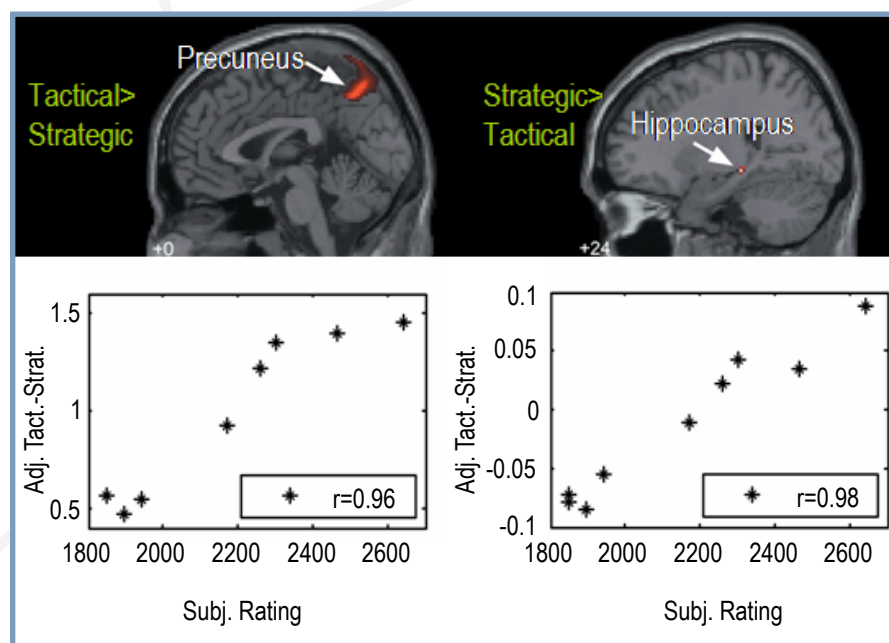 Precuneus
Tactical>
Strategic
+0
Strategic>
Tactical
Hippocampus
+24
Adj. Tact.-Strat.
1.5
1
0.5
r=0.96
1800 2000 2200 2400 2600
Subj. Rating
Adj. Tact.-Strat.
0.1
0.05
0
-0.05
-0.1
r=0.98
1800 2000 2200 2400 2600
Subj. Rating